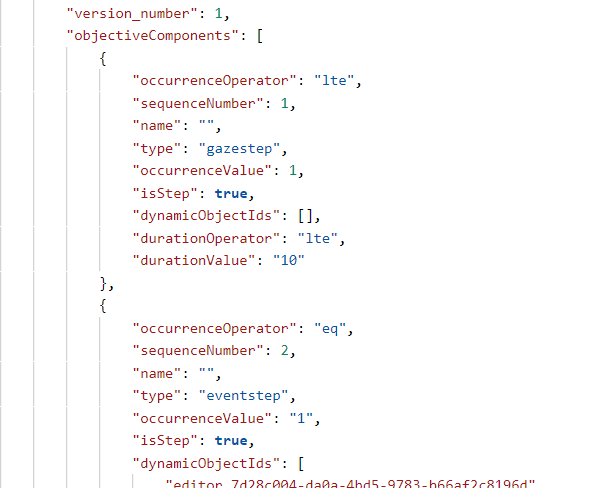 "version_number": 1,
"objectiveComponents": [
{
"occurrenceOperator": "lte",
"sequenceNumber": 1,
"name": "",
"type": "gazestep",
"occurrenceValue": 1,
"isStep": true,
"dynamicObjectIds": [],
"durationOperator": "lte",
"durationValue": "10"
},
{
"occurrenceOperator": "eq",
"sequenceNumber": 2,
"name": "",
"type": "eventstep",
"occurrenceValue": "1",
"isStep": true,
"dynamicObjectIds": [
"editor_7d28c004-da0a-4bd5-9783-b66af2c8196d"